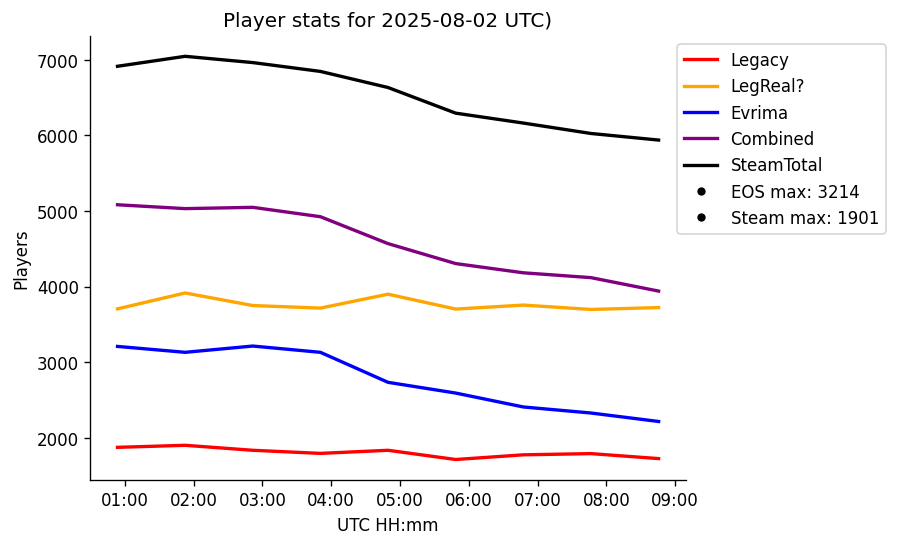 Player stats for 2025-08-02 UTC)
7000
6000
5000
4000
3000
2000
Players
01:00 02:00 03:00 04:00 05:00 06:00 07:00 08:00 09:00
UTC HH:mm
Legacy
LegReal?
Evrima
Combined
SteamTotal
EOS max: 3214
Steam max: 1901